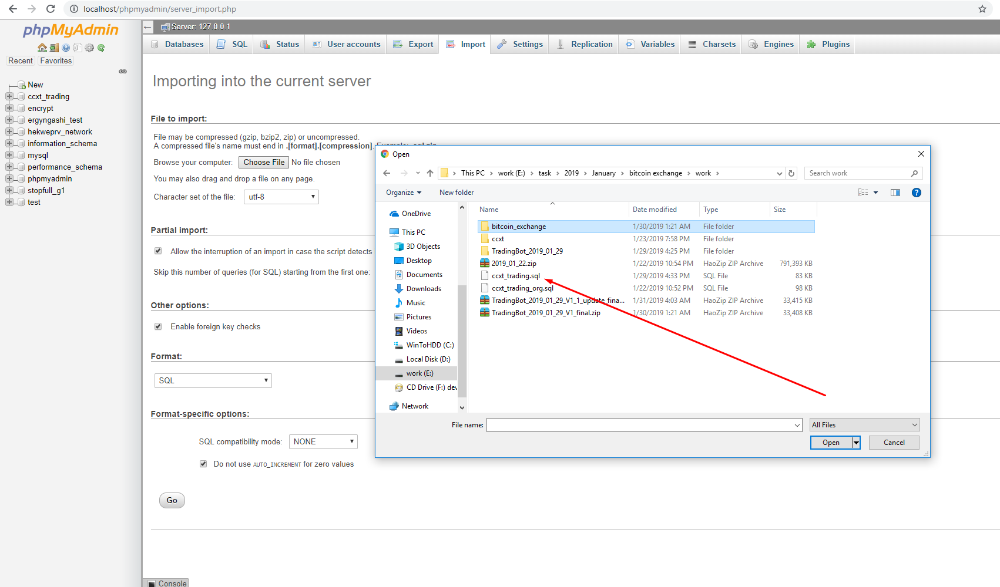 localhost/phpmyadmin/server_import.php
phpMyAdmin
Recent Favorites
New
ccxt_trading
encrypt
ergyngashi_test
hekweprv_network
information_schema
mysql
performance_schema
phpmyadmin
stopfull_g1
test
Server: 127.0.0.1
Databases SQL Status User accounts Export Import Settings Replication Variables Charsets Engines Plugins
Importing into the current server
File to import:
File may be compressed (gzip, bzip2, zip) or uncompressed.
A compressed file's name must end in .[format].[compression]. Example: .sql.zip
Browse your computer: Choose File No file chosen
You may also drag and drop a file on any page.
Character set of the file: utf-8
Partial import:
Allow the interruption of an import in case the script detects
Skip this number of queries (for SQL) starting from the first one:
Other options:
Enable foreign key checks
Format:
SQL
Format-specific options:
SQL compatibility mode: NONE
Do not use AUTO_INCREMENT for zero values
Go
Console
Open
This PC > work (E:) > task > 2019 > January > bitcoin exchange > work >
Search work
Organize New folder
OneDrive
This PC
3D Objects
Desktop
Documents
Downloads
Music
Pictures
Videos
WinToHDD (C:)
Local Disk (D:)
work (E:)
CD Drive (F:) dev
Network
Name Date modified Type Size
bitcoin_exchange 1/30/2019 1:21 AM File folder
ccxt 1/23/2019 7:58 PM File folder
TradingBot_2019_01_29 1/29/2019 4:25 PM File folder
2019_01_22.zip 1/22/2019 10:54 PM HaoZip ZIP Archive 791,393 KB
ccxt_trading.sql 1/29/2019 4:33 PM SQL File 83 KB
ccxt_trading_org.sql 1/22/2019 10:52 PM SQL File 98 KB
TradingBot_2019_01_29_V1_1_update_fina... 1/31/2019 4:03 AM HaoZip ZIP Archive 33,415 KB
TradingBot_2019_01_29_V1_final.zip 1/30/2019 1:21 AM HaoZip ZIP Archive 33,408 KB
File name:
All Files
Open Cancel